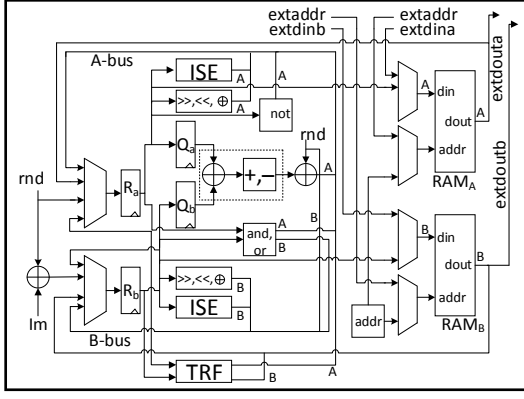 extaddr extaddr
extdinb extdina
A-bus
ISE
A
>>,<<,⊕
A
A
not
A
din
dout
A
addr
RAM_A
extdouta
extdoutb
rnd
rnd
R_a
Q_a
+,-
A
Q_b
B
and,
or
A
B
B
din
dout
B
addr
RAM_B
addr
R_b
>>,<<,⊕
B
ISE
B
Im
B-bus
TRF
A
B